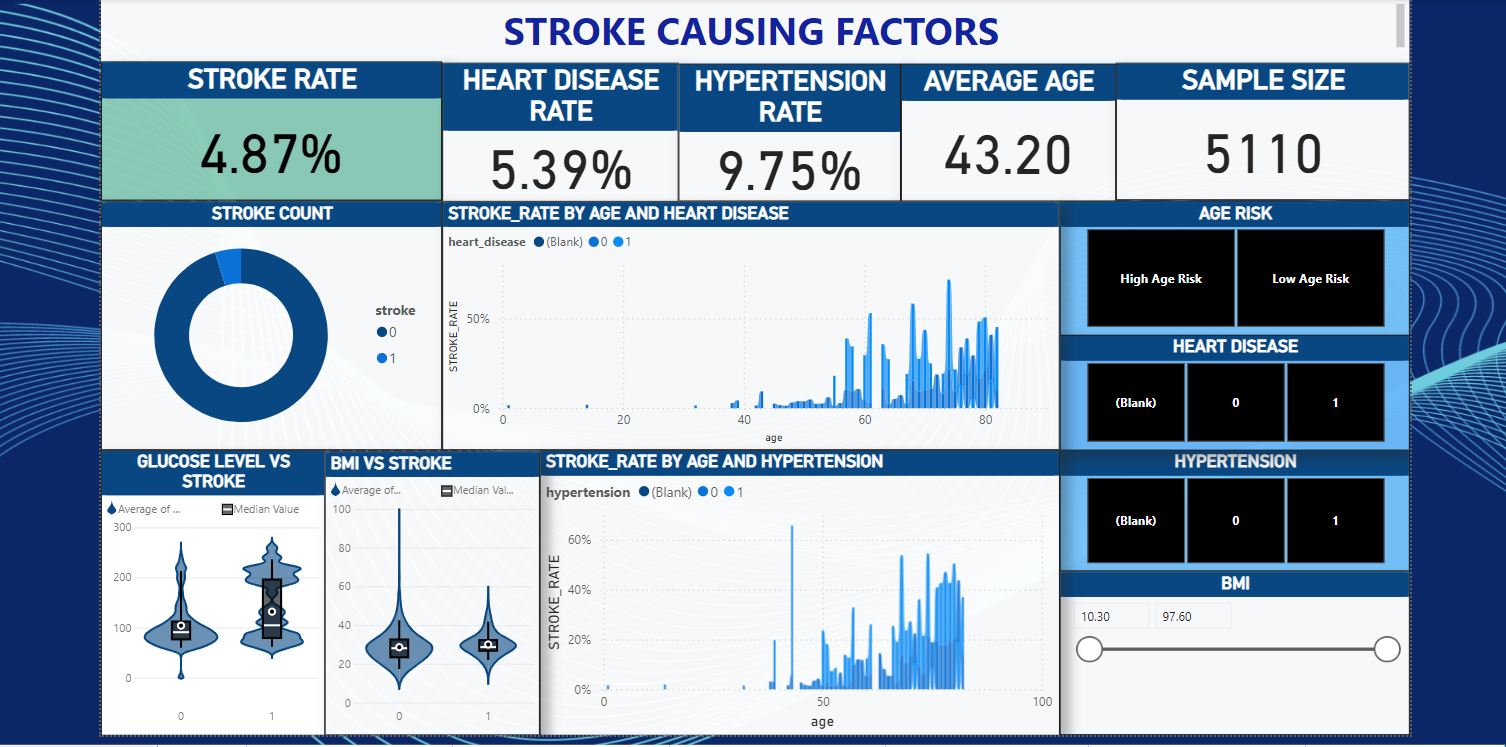 STROKE CAUSING FACTORS
STROKE RATE
4.87%
HEART DISEASE
RATE
5.39%
HYPERTENSION
RATE
9.75%
AVERAGE AGE
43.20
SAMPLE SIZE
5110
STROKE COUNT
stroke
0
1
STROKE_RATE BY AGE AND HEART DISEASE
heart_disease (Blank) 0 1
STROKE_RATE
50%
0%
0 20 40 60 80
age
AGE RISK
High Age Risk Low Age Risk
HEART DISEASE
(Blank) 0 1
GLUCOSE LEVEL VS
STROKE
Average of ... Median Value
300
200
100
0
0 1
BMI VS STROKE
Average of... Median Val...
100
80
60
40
20
0
0 1
STROKE_RATE BY AGE AND HYPERTENSION
hypertension (Blank) 0 1
STROKE_RATE
60%
40%
20%
0%
0 50 100
age
HYPERTENSION
(Blank) 0 1
BMI
10.30 97.60